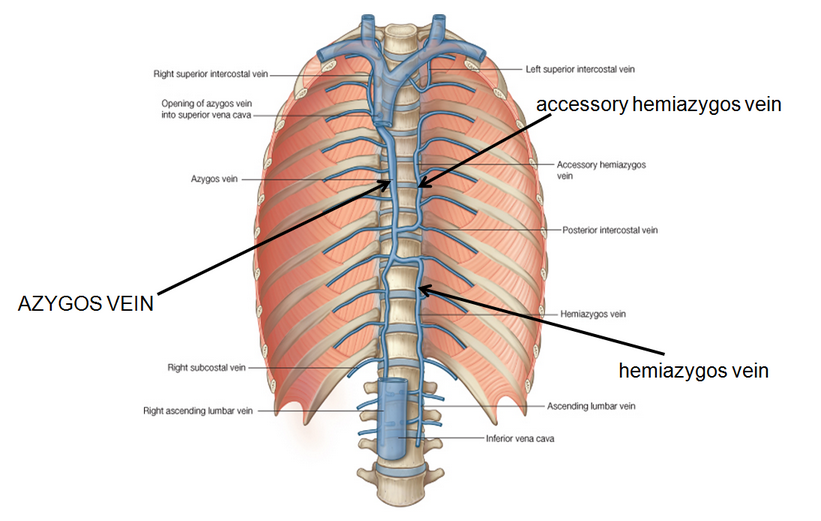 Right superior intercostal vein
Left superior intercostal vein
Opening of azygos vein
into superior vena cava
accessory hemiazygos vein
Azygos vein
Accessory hemiazygos
vein
Posterior intercostal vein
AZYGOS VEIN
Hemiazygos vein
hemiazygos vein
Right subcostal vein
Right ascending lumbar vein
Ascending lumbar vein
Inferior vena cava